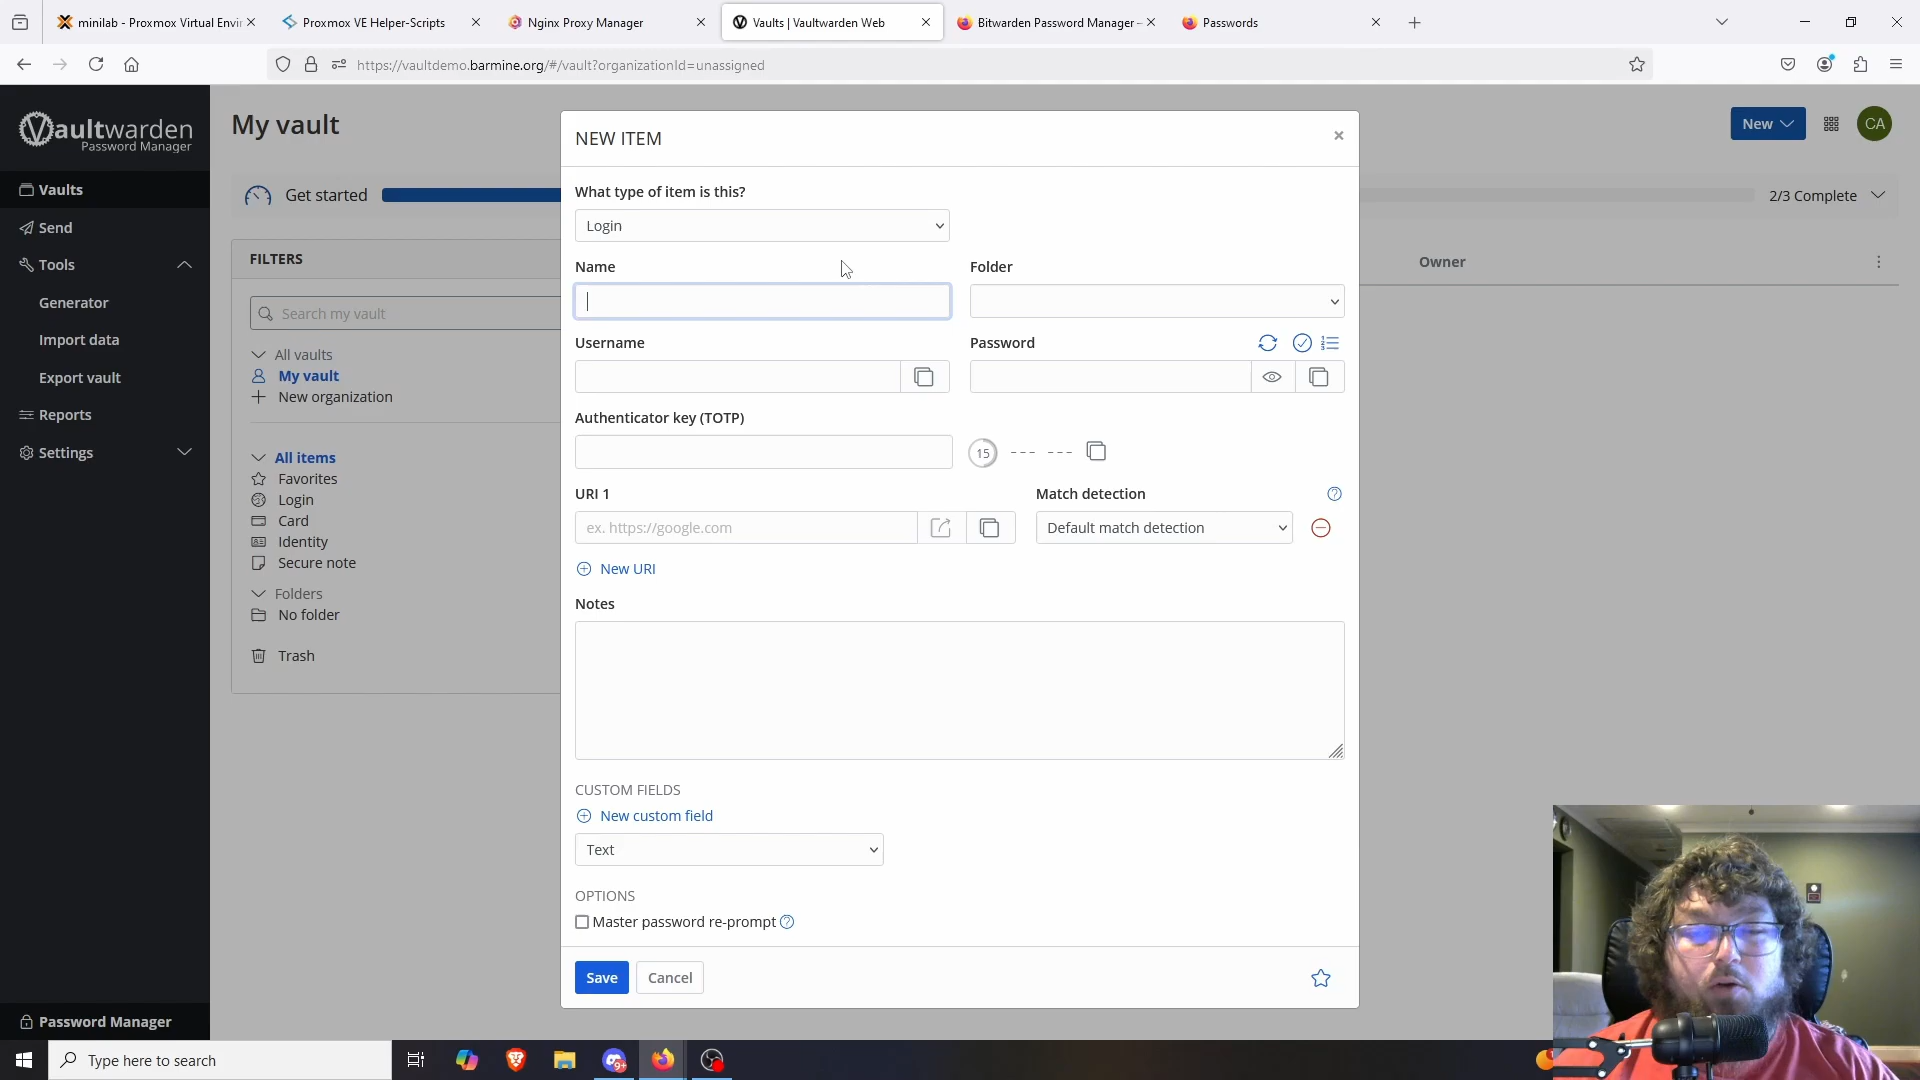 minilab - Proxmox Virtual Envir
Proxmox VE Helper-Scripts
Nginx Proxy Manager
Vaults | Vaultwarden Web
Bitwarden Password Manager –
Passwords
https://vaultdemo.barmine.org/#/vault?organizationId=unassigned
Vaultwarden
Password Manager
Vaults
Send
Tools
Generator
Import data
Export vault
Reports
Settings
Password Manager
My vault
New
CA
Get started
2/3 Complete
FILTERS
Search my vault
All vaults
My vault
New organization
All items
Favorites
Login
Card
Identity
Secure note
Folders
No folder
Trash
Owner
NEW ITEM
What type of item is this?
Login
Name
Folder
Username
Password
Authenticator key (TOTP)
15
--- ---
URI 1
Match detection
ex. https://google.com
Default match detection
New URI
Notes
CUSTOM FIELDS
New custom field
Text
OPTIONS
Master password re-prompt
Save
Cancel
Type here to search
9+